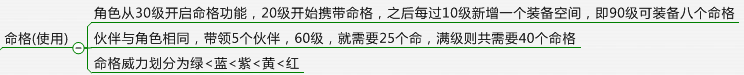 角色从30级开启命格功能，20级开始携带命格，之后每过10级新增一个装备空间，即90级可装备八个命格
命格(使用)
伙伴与角色相同，带领5个伙伴，60级，就需要25个命，满级则共需要40个命格
命格威力划分为绿<蓝<紫<黄<红